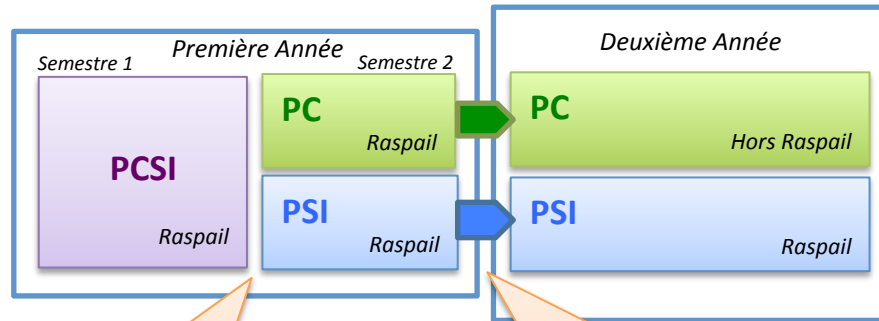 Première Année
Semestre 1
Semestre 2
PCSI
Raspail
PC
Raspail
PSI
Raspail
Deuxième Année
PC
Hors Raspail
PSI
Raspail